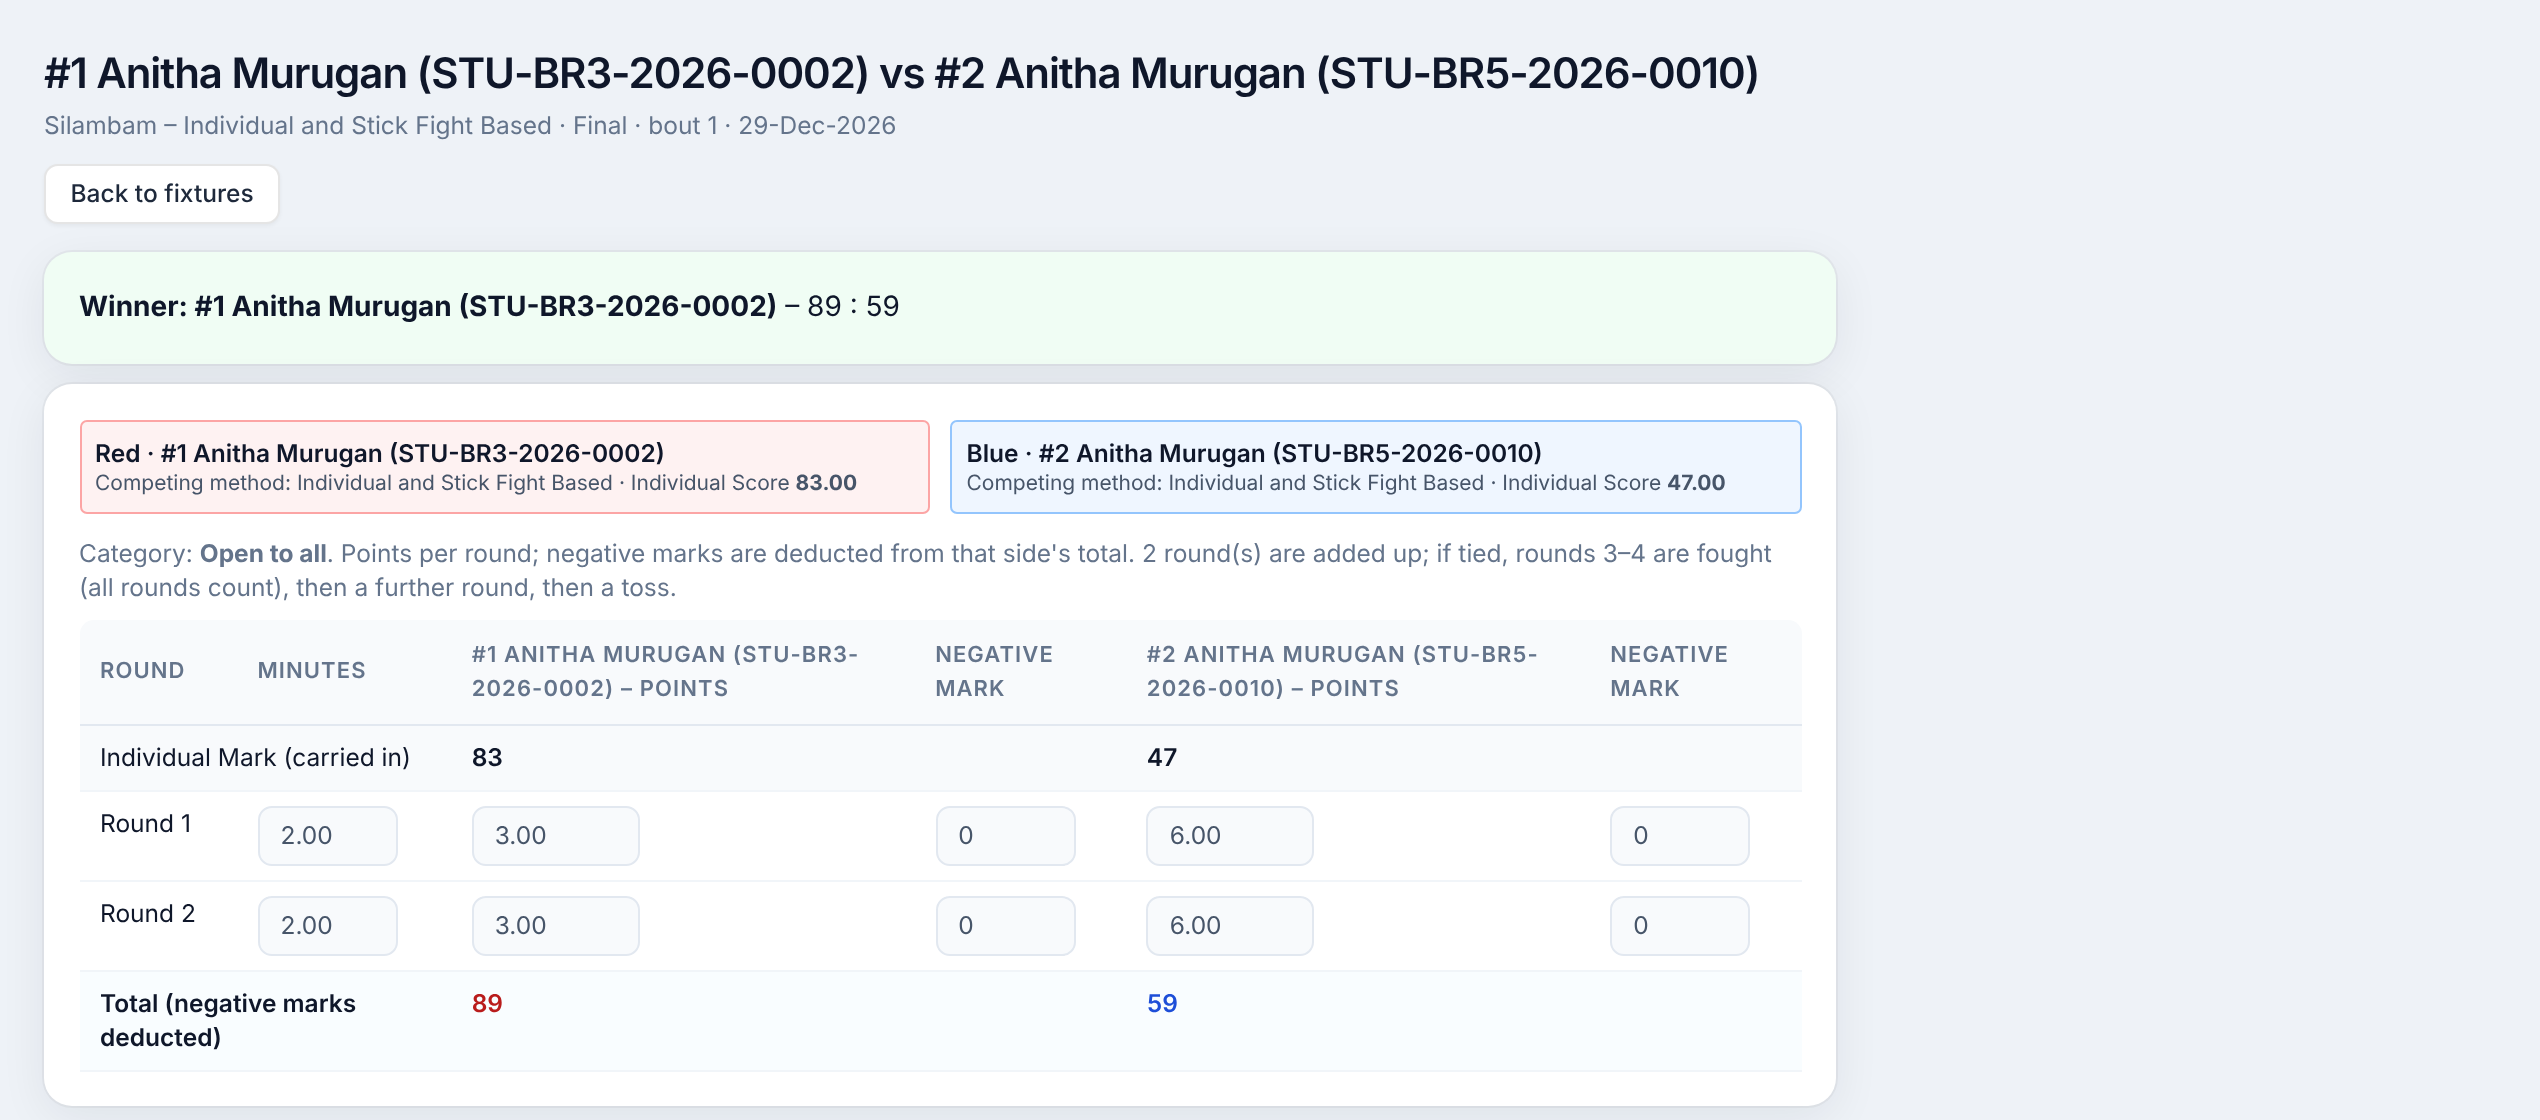 #1 Anitha Murugan (STU-BR3-2026-0002) vs #2 Anitha Murugan (STU-BR5-2026-0010)
Silambam – Individual and Stick Fight Based · Final · bout 1 · 29-Dec-2026
Back to fixtures
Winner: #1 Anitha Murugan (STU-BR3-2026-0002) – 89 : 59
Red · #1 Anitha Murugan (STU-BR3-2026-0002)
Competing method: Individual and Stick Fight Based · Individual Score 83.00
Blue · #2 Anitha Murugan (STU-BR5-2026-0010)
Competing method: Individual and Stick Fight Based · Individual Score 47.00
Category: Open to all. Points per round; negative marks are deducted from that side's total. 2 round(s) are added up; if tied, rounds 3–4 are fought
(all rounds count), then a further round, then a toss.
ROUND MINUTES #1 ANITHA MURUGAN (STU-BR3- NEGATIVE #2 ANITHA MURUGAN (STU-BR5- NEGATIVE
2026-0002) – POINTS MARK 2026-0010) – POINTS MARK
Individual Mark (carried in) 83 47
Round 1 2.00 3.00 0 6.00 0
Round 2 2.00 3.00 0 6.00 0
Total (negative marks 89 59
deducted)